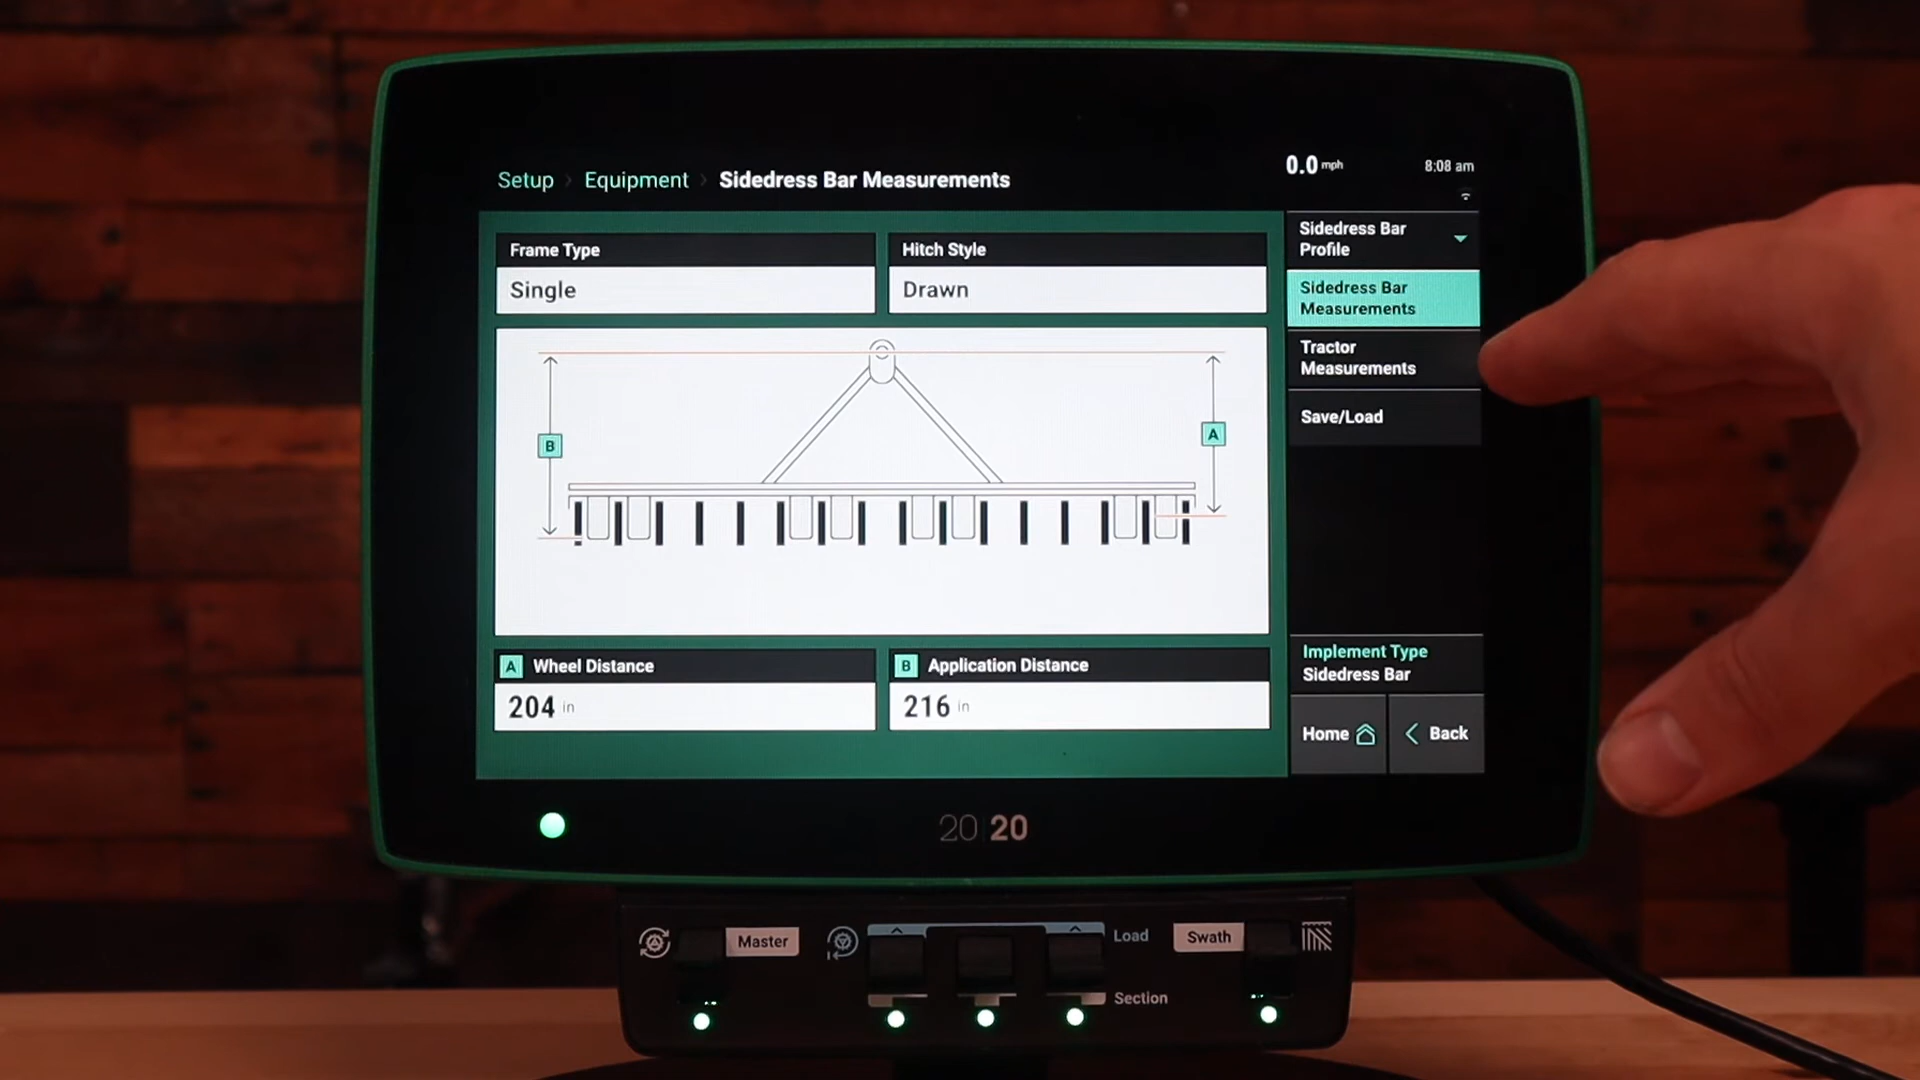 Setup > Equipment > Sidedress Bar Measurements
0.0 mph
8:08 am
Frame Type
Single
Hitch Style
Drawn
B
A
A Wheel Distance
204 in
B Application Distance
216 in
Sidedress Bar
Profile
Sidedress Bar
Measurements
Tractor
Measurements
Save/Load
Implement Type
Sidedress Bar
Home
< Back
20|20
Master
Load
Section
Swath